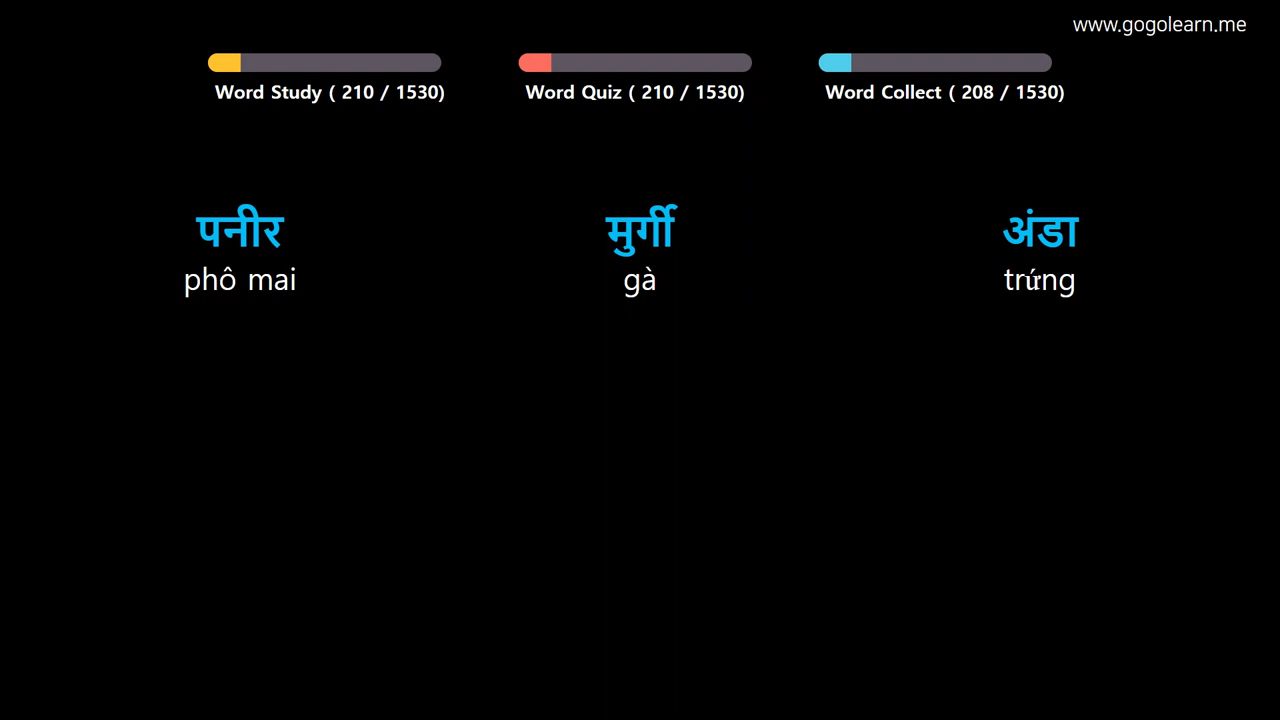 www.gogolearn.me
Word Study ( 210 / 1530) Word Quiz ( 210 / 1530) Word Collect ( 208 / 1530)
पनीर मुर्गी अंडा
phô mai gà trứng